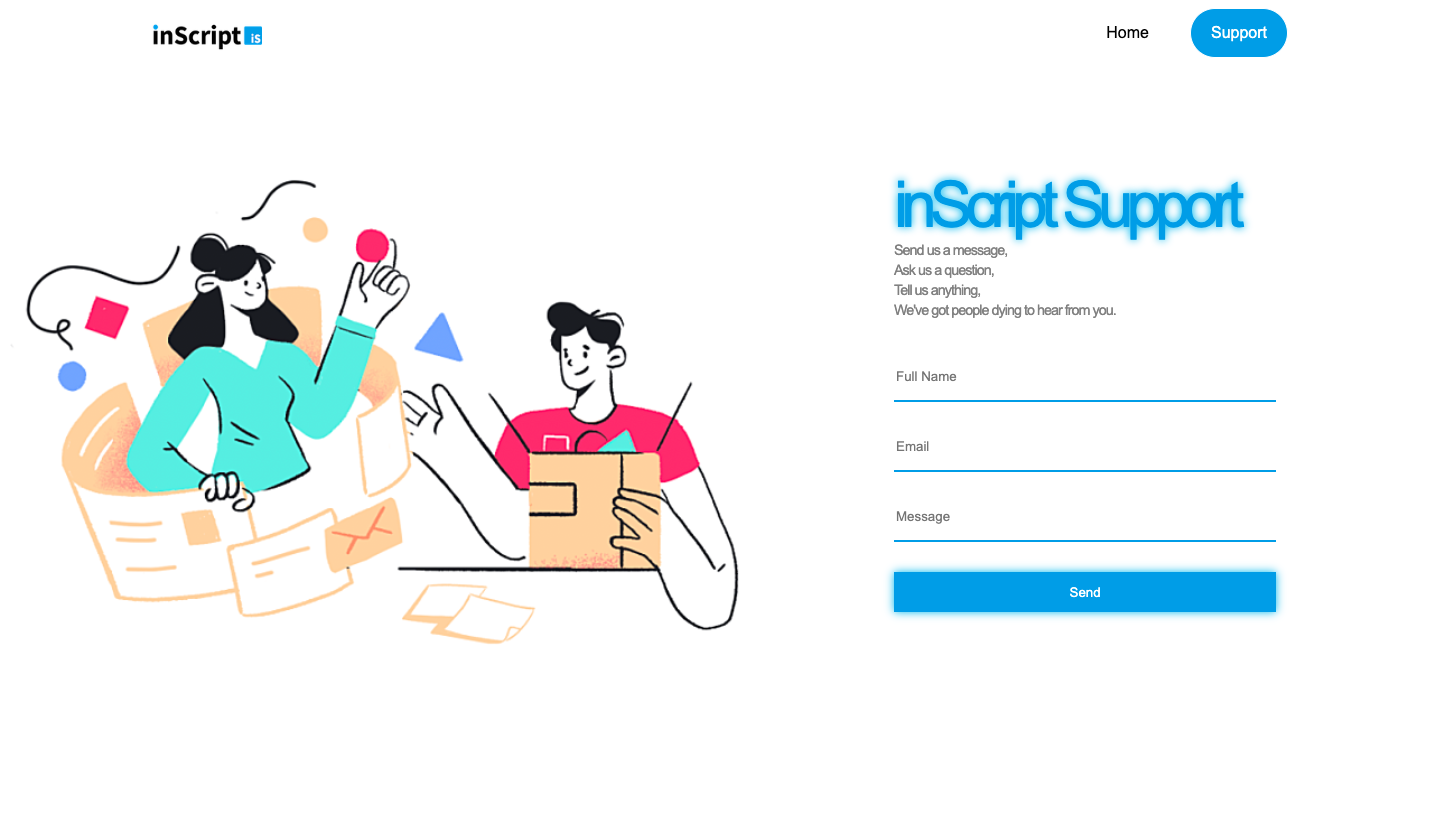 inScript is
Home
Support
inScript Support
Send us a message,
Ask us a question,
Tell us anything,
We've got people dying to hear from you.
Full Name
Email
Message
Send